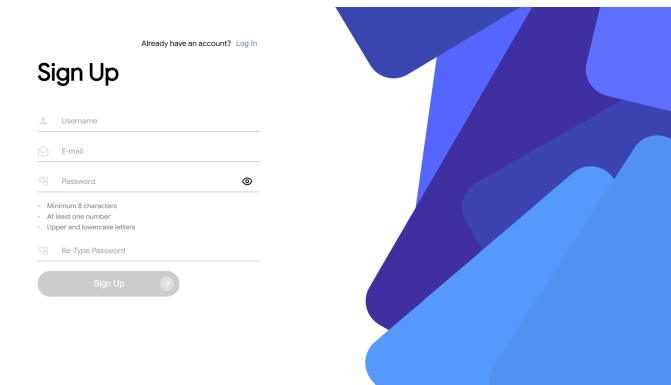 Already have an account? Log In
Sign Up
Username
E-mail
Password
- Minimum 8 characters
- At least one number
- Upper and lowercase letters
Re-Type Password
Sign Up